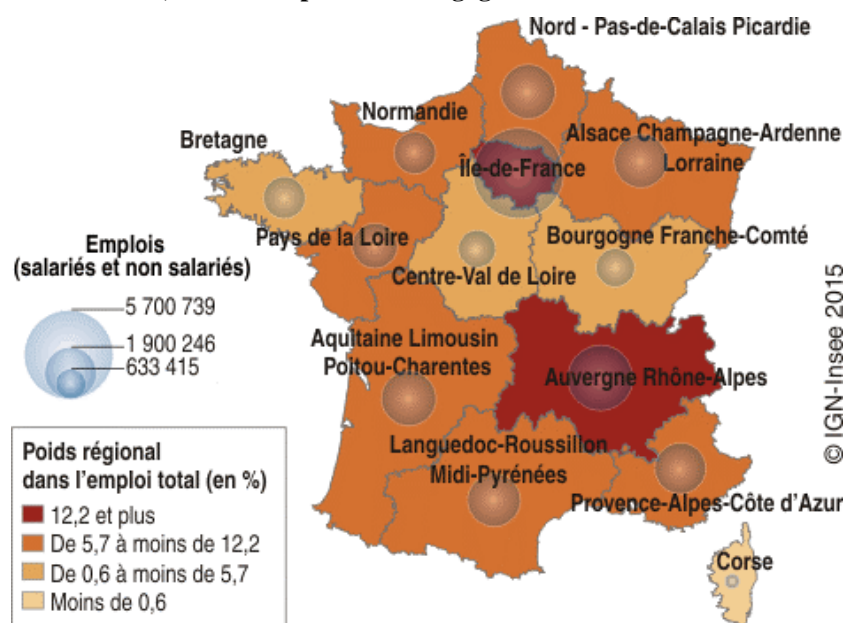 Nord - Pas-de-Calais Picardie
Normandie
Alsace Champagne-Ardenne
Lorraine
Bretagne
Île-de-France
Pays de la Loire
Bourgogne Franche-Comté
Centre-Val de Loire
Emplois
(salariés et non salariés)
5 700 739
1 900 246
633 415
Aquitaine Limousin
Poitou-Charentes
Auvergne Rhône-Alpes
Languedoc-Roussillon
Midi-Pyrénées
Provence-Alpes-Côte d'Azur
Corse
Poids régional
dans l'emploi total (en %)
12,2 et plus
De 5,7 à moins de 12,2
De 0,6 à moins de 5,7
Moins de 0,6
© IGN-Insee 2015